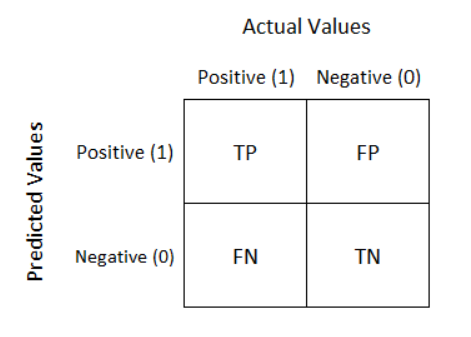 Actual Values
Positive (1) Negative (0)
Predicted Values
Positive (1) TP FP
Negative (0) FN TN